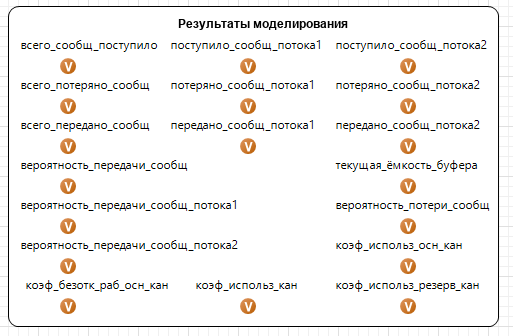 Результаты моделирования
всего_сообщ_поступило поступило_сообщ_потока1 поступило_сообщ_потока2
V V V
всего_потеряно_сообщ потеряно_сообщ_потока1 потеряно_сообщ_потока2
V V V
всего_передано_сообщ передано_сообщ_потока1 передано_сообщ_потока2
V V V
вероятность_передачи_сообщ текущая_ёмкость_буфера
V V
вероятность_передачи_сообщ_потока1 вероятность_потери_сообщ
V V
вероятность_передачи_сообщ_потока2 коэф_использ_осн_кан
V V
коэф_безотк_раб_осн_кан коэф_использ_кан коэф_использ_резерв_кан
V V V